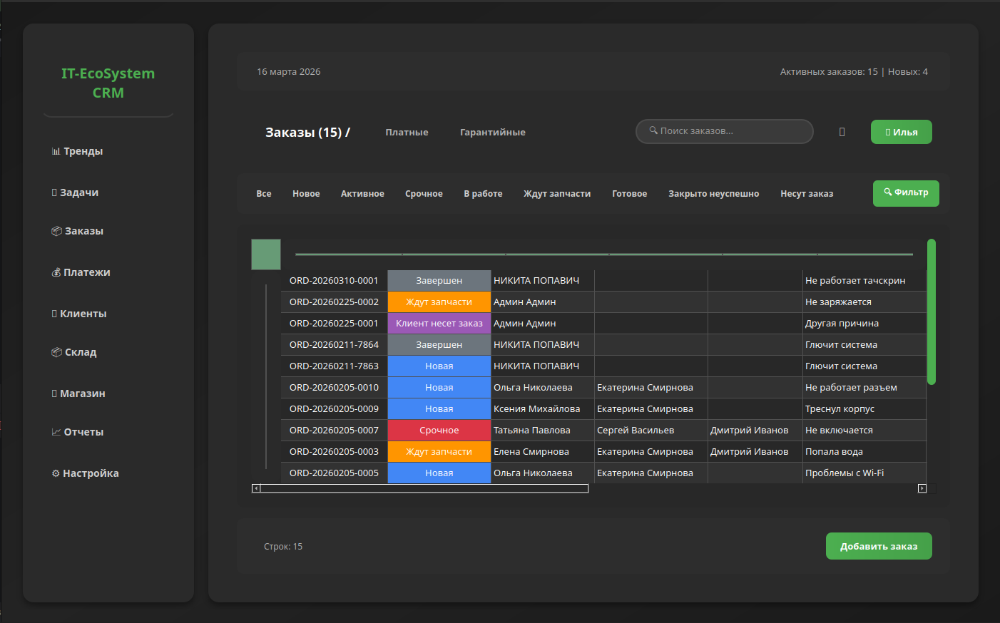 IT-EcoSystem
CRM
Тренды
Задачи
Заказы
Платежи
Клиенты
Склад
Магазин
Отчеты
Настройка
16 марта 2026
Активных заказов: 15 | Новых: 4
Заказы (15) /
Платные
Гарантийные
Поиск заказов...
Илья
Все
Новое
Активное
Срочное
В работе
Ждут запчасти
Готовое
Закрыто неуспешно
Несут заказ
Фильтр
ORD-20260310-0001 Завершен НИКИТА ПОПАВИЧ Не работает тачскрин
ORD-20260225-0002 Ждут запчасти Админ Админ Не заряжается
ORD-20260225-0001 Клиент несет заказ Админ Админ Другая причина
ORD-20260211-7864 Завершен НИКИТА ПОПАВИЧ Глючит система
ORD-20260211-7863 Новая НИКИТА ПОПАВИЧ Глючит система
ORD-20260205-0010 Новая Ольга Николаева Екатерина Смирнова Не работает разъем
ORD-20260205-0009 Новая Ксения Михайлова Екатерина Смирнова Треснул корпус
ORD-20260205-0007 Срочное Татьяна Павлова Сергей Васильев Дмитрий Иванов Не включается
ORD-20260205-0003 Ждут запчасти Елена Смирнова Екатерина Смирнова Дмитрий Иванов Попала вода
ORD-20260205-0005 Новая Ольга Николаева Екатерина Смирнова Проблемы с Wi-Fi
Строк: 15
Добавить заказ